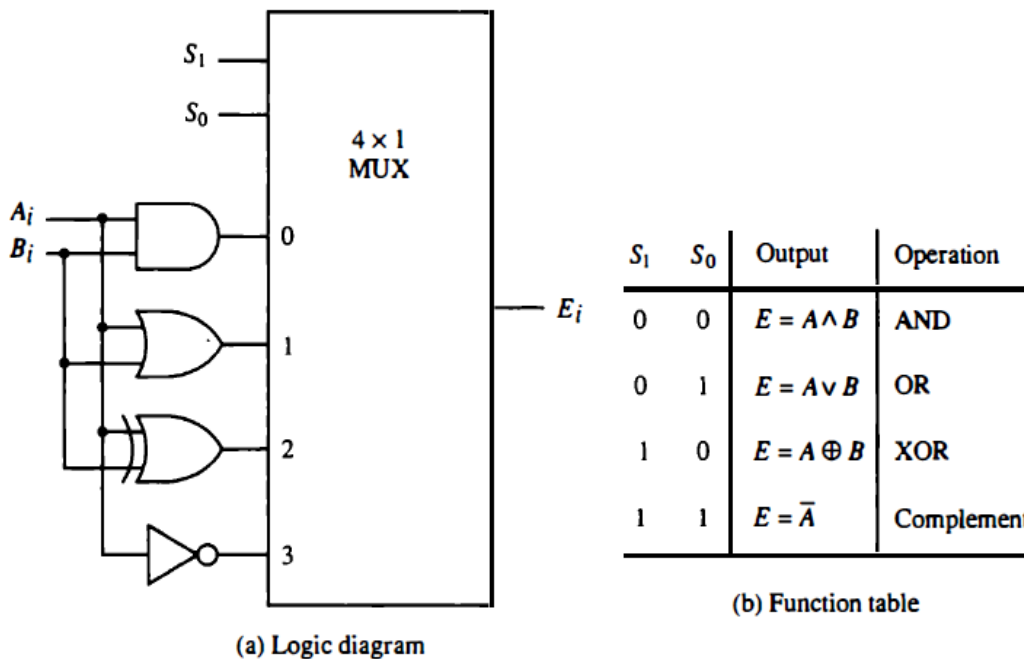 S₁
S₀
4 × 1
MUX
Aᵢ
Bᵢ
0
1
2
3
Eᵢ
(a) Logic diagram
S₁ S₀ Output Operation
0 0 E = A ∧ B AND
0 1 E = A ∨ B OR
1 0 E = A ⊕ B XOR
1 1 E = A̅ Complement
(b) Function table